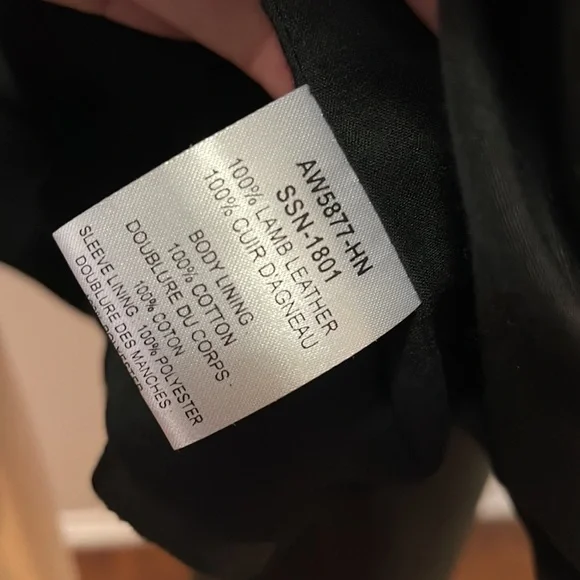 AW5877-HN
SSN-1801
100% LAMB LEATHER
100% CUIR D'AGNEAU
BODY LINING
100% COTTON
DOUBLURE DU CORPS
100% COTON
SLEEVE LINING 100% POLYESTER
DOUBLURE DES MANCHES